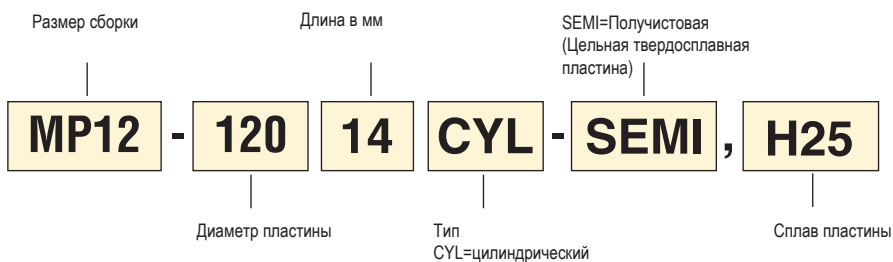 Размер сборки
Длина в мм
SEMI=Получистовая
(Цельная твердосплавная
пластина)
MP12 - 120 14 CYL - SEMI , H25
Диаметр пластины
Тип
CYL=цилиндрический
Сплав пластины